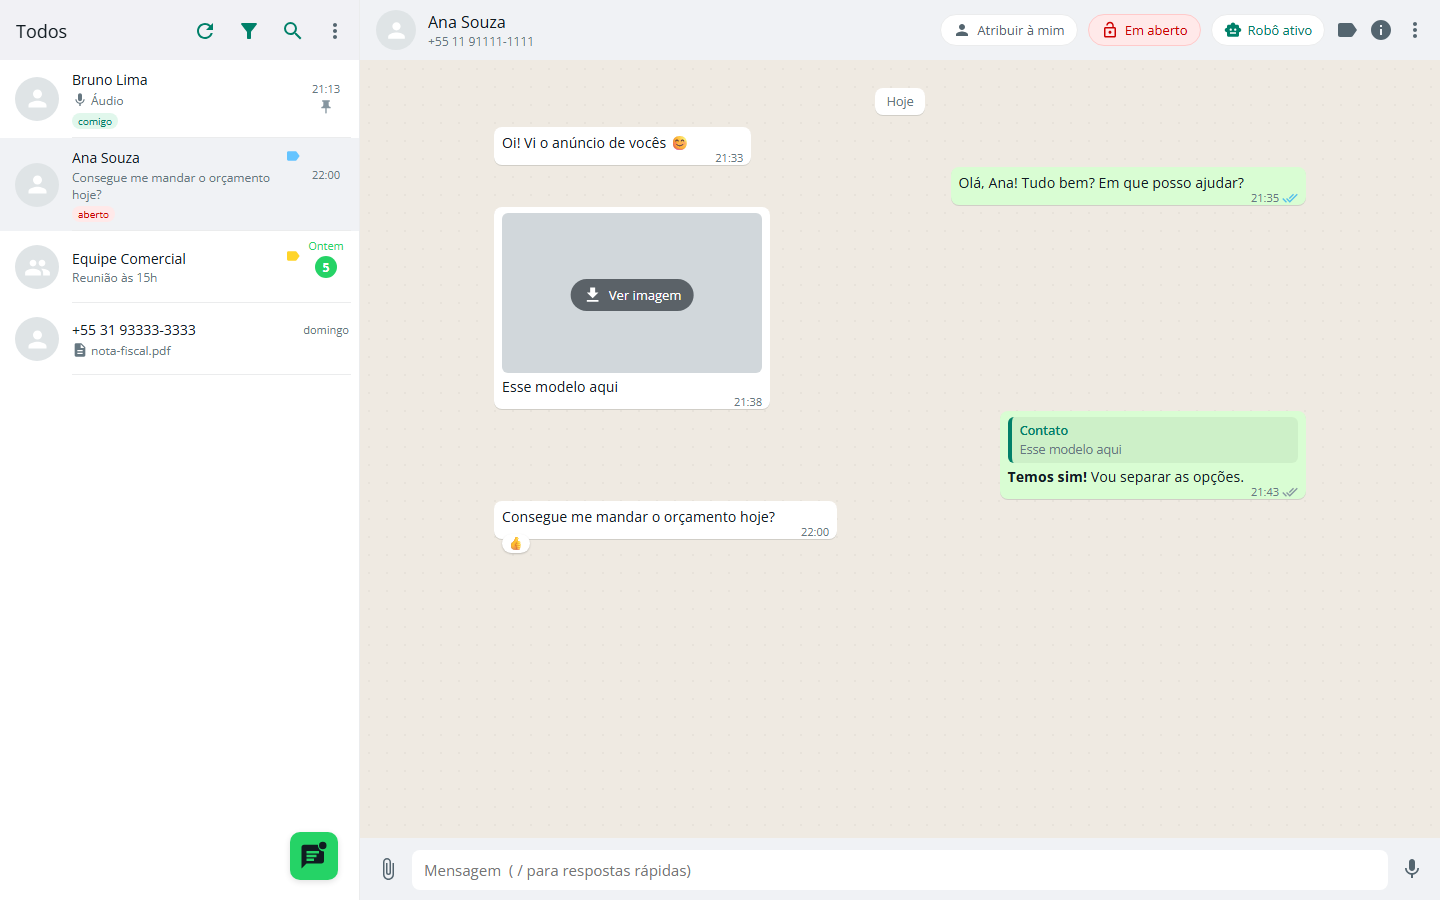 Todos
Bruno Lima
21:13
Áudio
comigo
Ana Souza
Consegue me mandar o orçamento
hoje?
22:00
aberto
Ontem
Equipe Comercial
5
Reunião às 15h
+55 31 93333-3333
domingo
nota-fiscal.pdf
Ana Souza
+55 11 91111-1111
Atribuir à mim
Em aberto
Robô ativo
Hoje
Oi! Vi o anúncio de vocês 😊
21:33
Olá, Ana! Tudo bem? Em que posso ajudar?
21:35
Ver imagem
Esse modelo aqui
21:38
Contato
Esse modelo aqui
Temos sim! Vou separar as opções.
21:43
Consegue me mandar o orçamento hoje?
22:00
👍
Mensagem ( / para respostas rápidas)